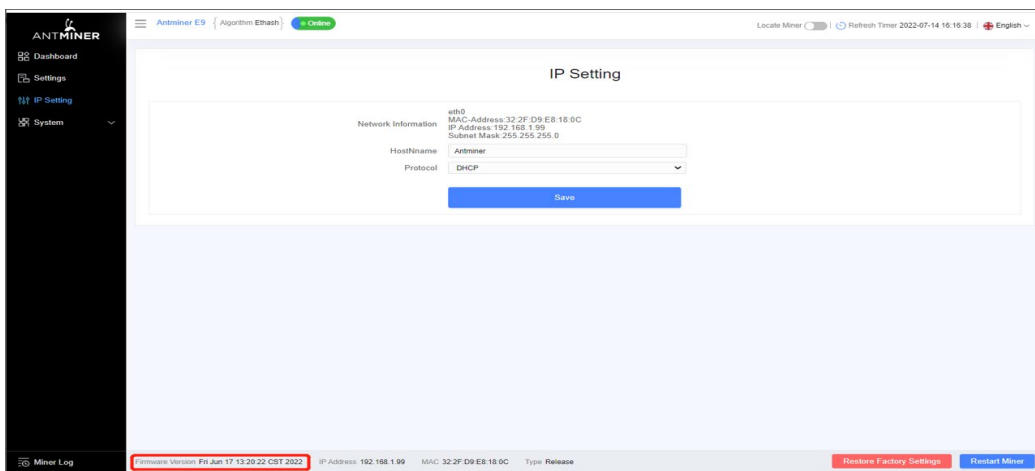 ANTMINER
Dashboard
Settings
IP Setting
System
Miner Log
Antminer E9 { Algorithm Ethash } Online
Locate Miner Refresh Timer 2022-07-14 16:16:38 English
IP Setting
Network Information
eth0
MAC-Address:32:2F:D9:E8:18:0C
IP Address:192.168.1.99
Subnet Mask:255.255.255.0
HostNname Antminer
Protocol DHCP
Save
Firmware Version Fri Jun 17 13:20:22 CST 2022 IP Address 192.168.1.99 MAC 32:2F:D9:E8:18:0C Type Release Restore Factory Settings Restart Miner